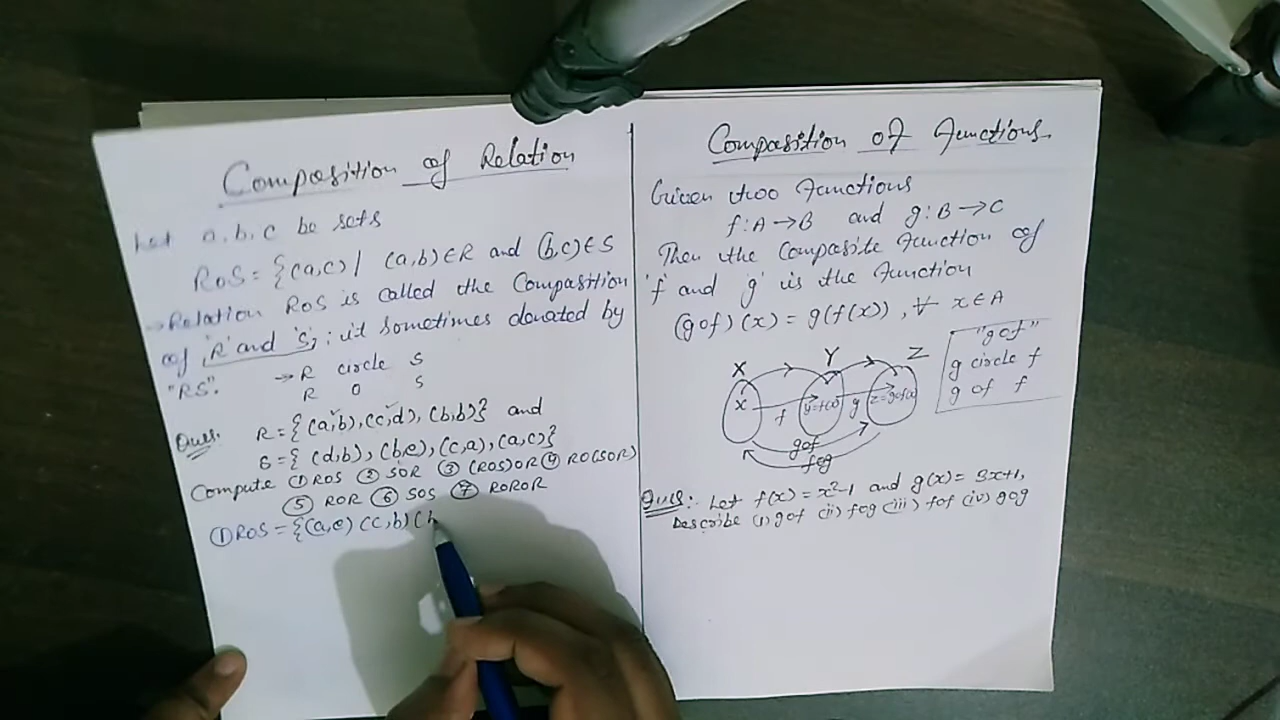 Composition of Relation
Let a,b,c be sets
ROS = {(a,c) / (a,b) ∈ R and (b,c) ∈ S
→ Relation ROS is called the Composition
of 'R' and 'S'; it sometimes donated by
"RS".
→ R circle S
R O S
Ques. R = {(a,b), (c,d), (b,b)} and
S = { (d,b), (b,e), (c,a), (a,c)}
Compute ① ROS ② SOR ③ (ROS)OR ④ RO(SOR)
⑤ ROR ⑥ SOS ⑦ ROROR
① ROS = {(a,e) (c,b) (b
Composition of Functions
Given two Functions
f: A → B and g: B → C
Then the Composite Function of
'f' and 'g' is the Function
(gof)(x) = g(f(x)), ∀ x ∈ A
X Y Z
x f y=f(x) g z=gof(x)
gof
fog
"gof"
g circle f
g of f
Ques:- Let f(x) = x²-1 and g(x) = 3x+1,
Describe (i) gof (ii) fog (iii) fof (iv) gog